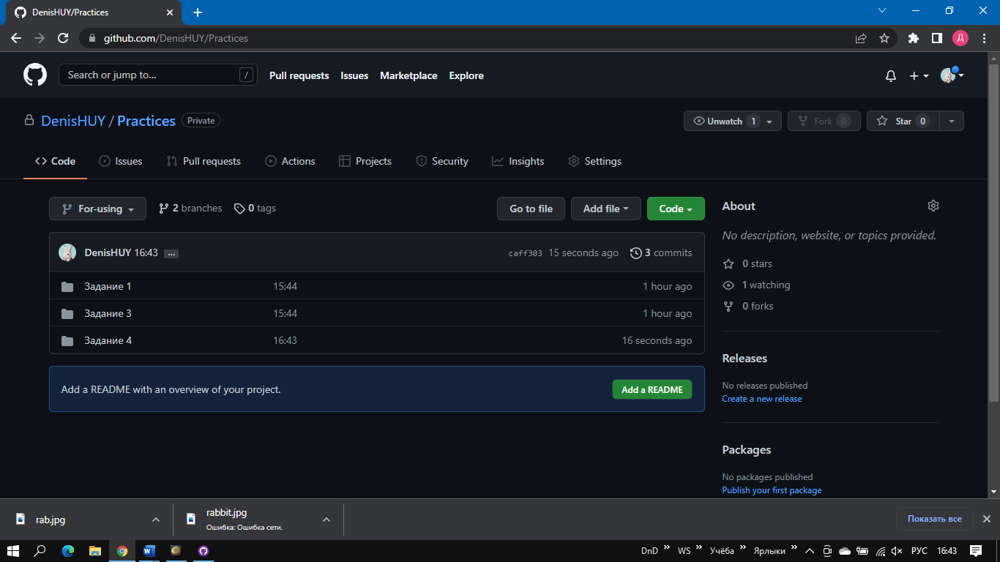 DenisHUY/Practices
github.com/DenisHUY/Practices
Д
Search or jump to... /
Pull requests Issues Marketplace Explore
DenisHUY / Practices Private
Unwatch 1 Fork 0 Star 0
Code Issues Pull requests Actions Projects Security Insights Settings
For-using 2 branches 0 tags Go to file Add file Code
DenisHUY 16:43 ... caff303 15 seconds ago 3 commits
Задание 1 15:44 1 hour ago
Задание 3 15:44 1 hour ago
Задание 4 16:43 16 seconds ago
Add a README with an overview of your project. Add a README
About
No description, website, or topics provided.
0 stars
1 watching
0 forks
Releases
No releases published
Create a new release
Packages
No packages published
Publish your first package
rab.jpg
rabbit.jpg
Ошибка: Ошибка сети.
Показать все
DnD WS Учёба Ярлыки РУС 16:43